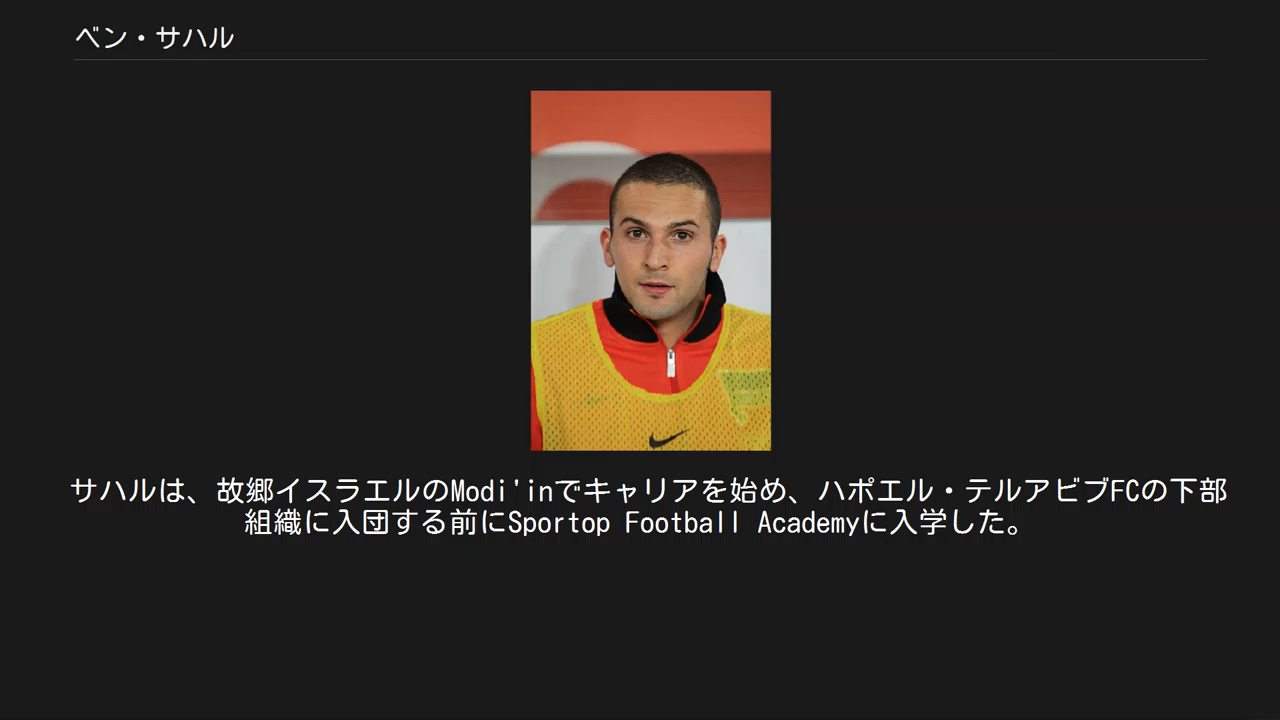 ベン・サハル
サハルは、故郷イスラエルのModi'inでキャリアを始め、ハポエル・テルアビブFCの下部
組織に入団する前にSportop Football Academyに入学した。